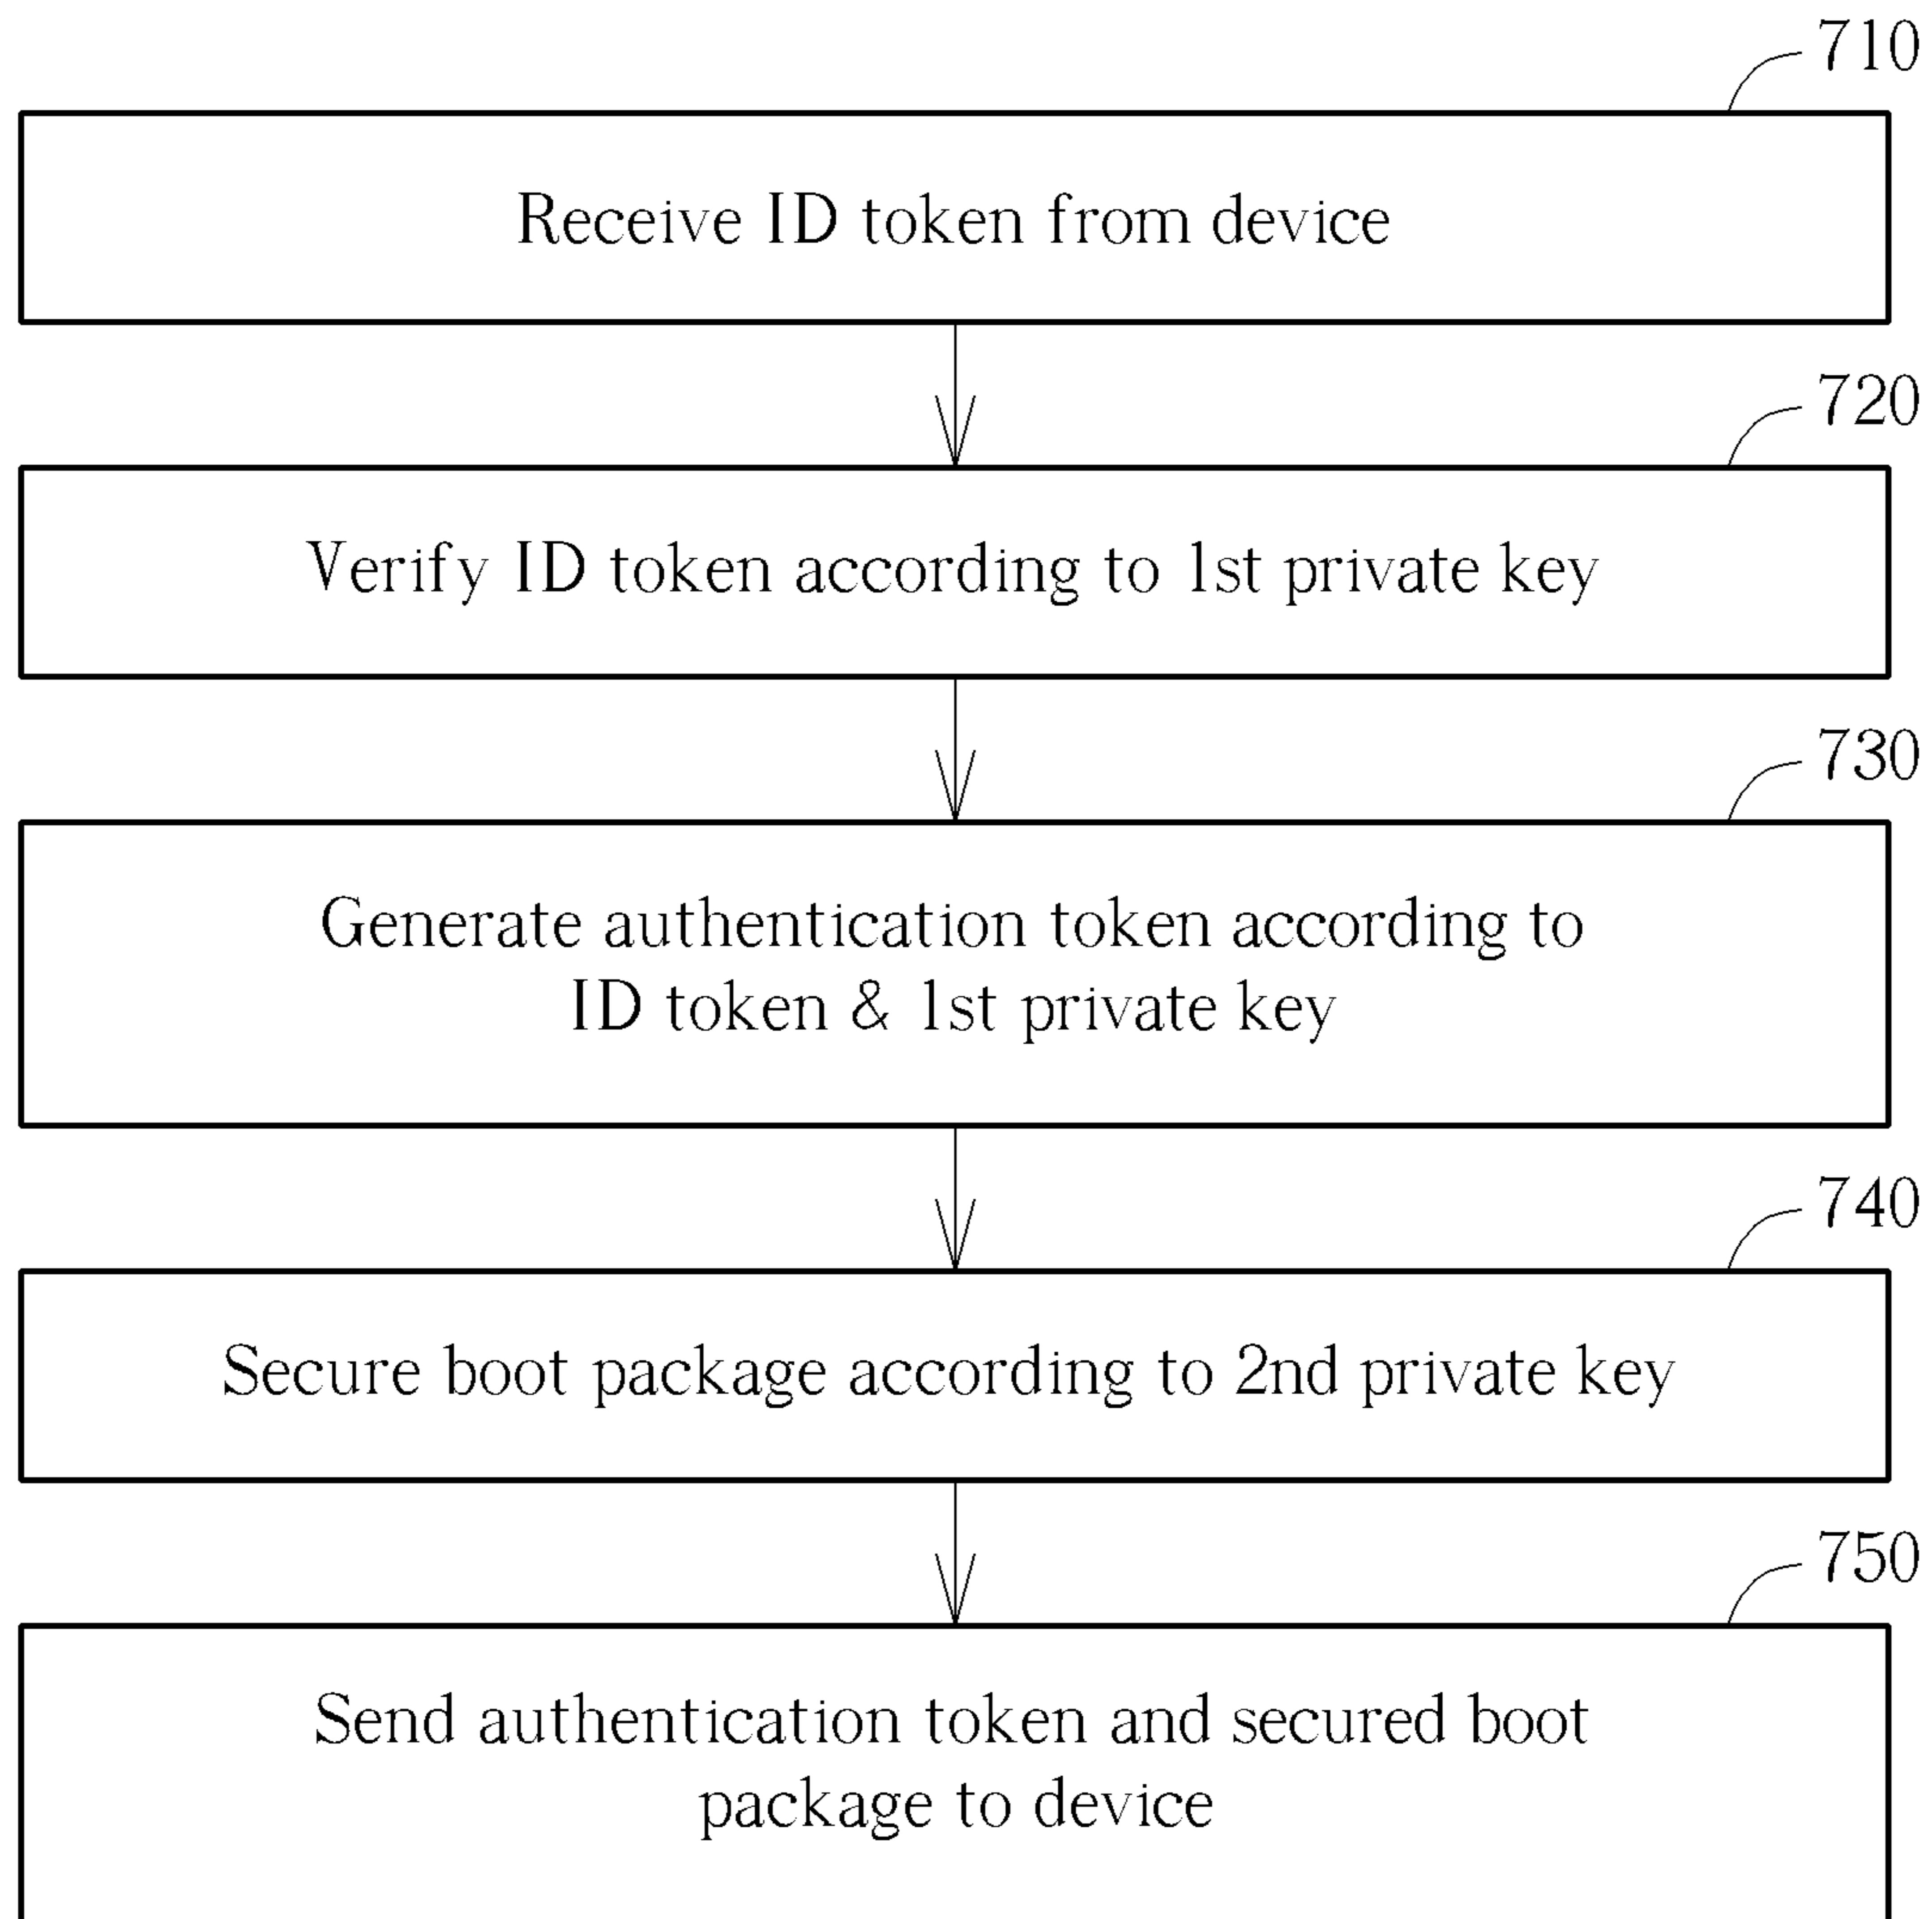 710
Receive ID token from device
720
Verify ID token according to 1st private key
730
Generate authentication token according to
ID token & 1st private key
740
Secure boot package according to 2nd private key
750
Send authentication token and secured boot
package to device